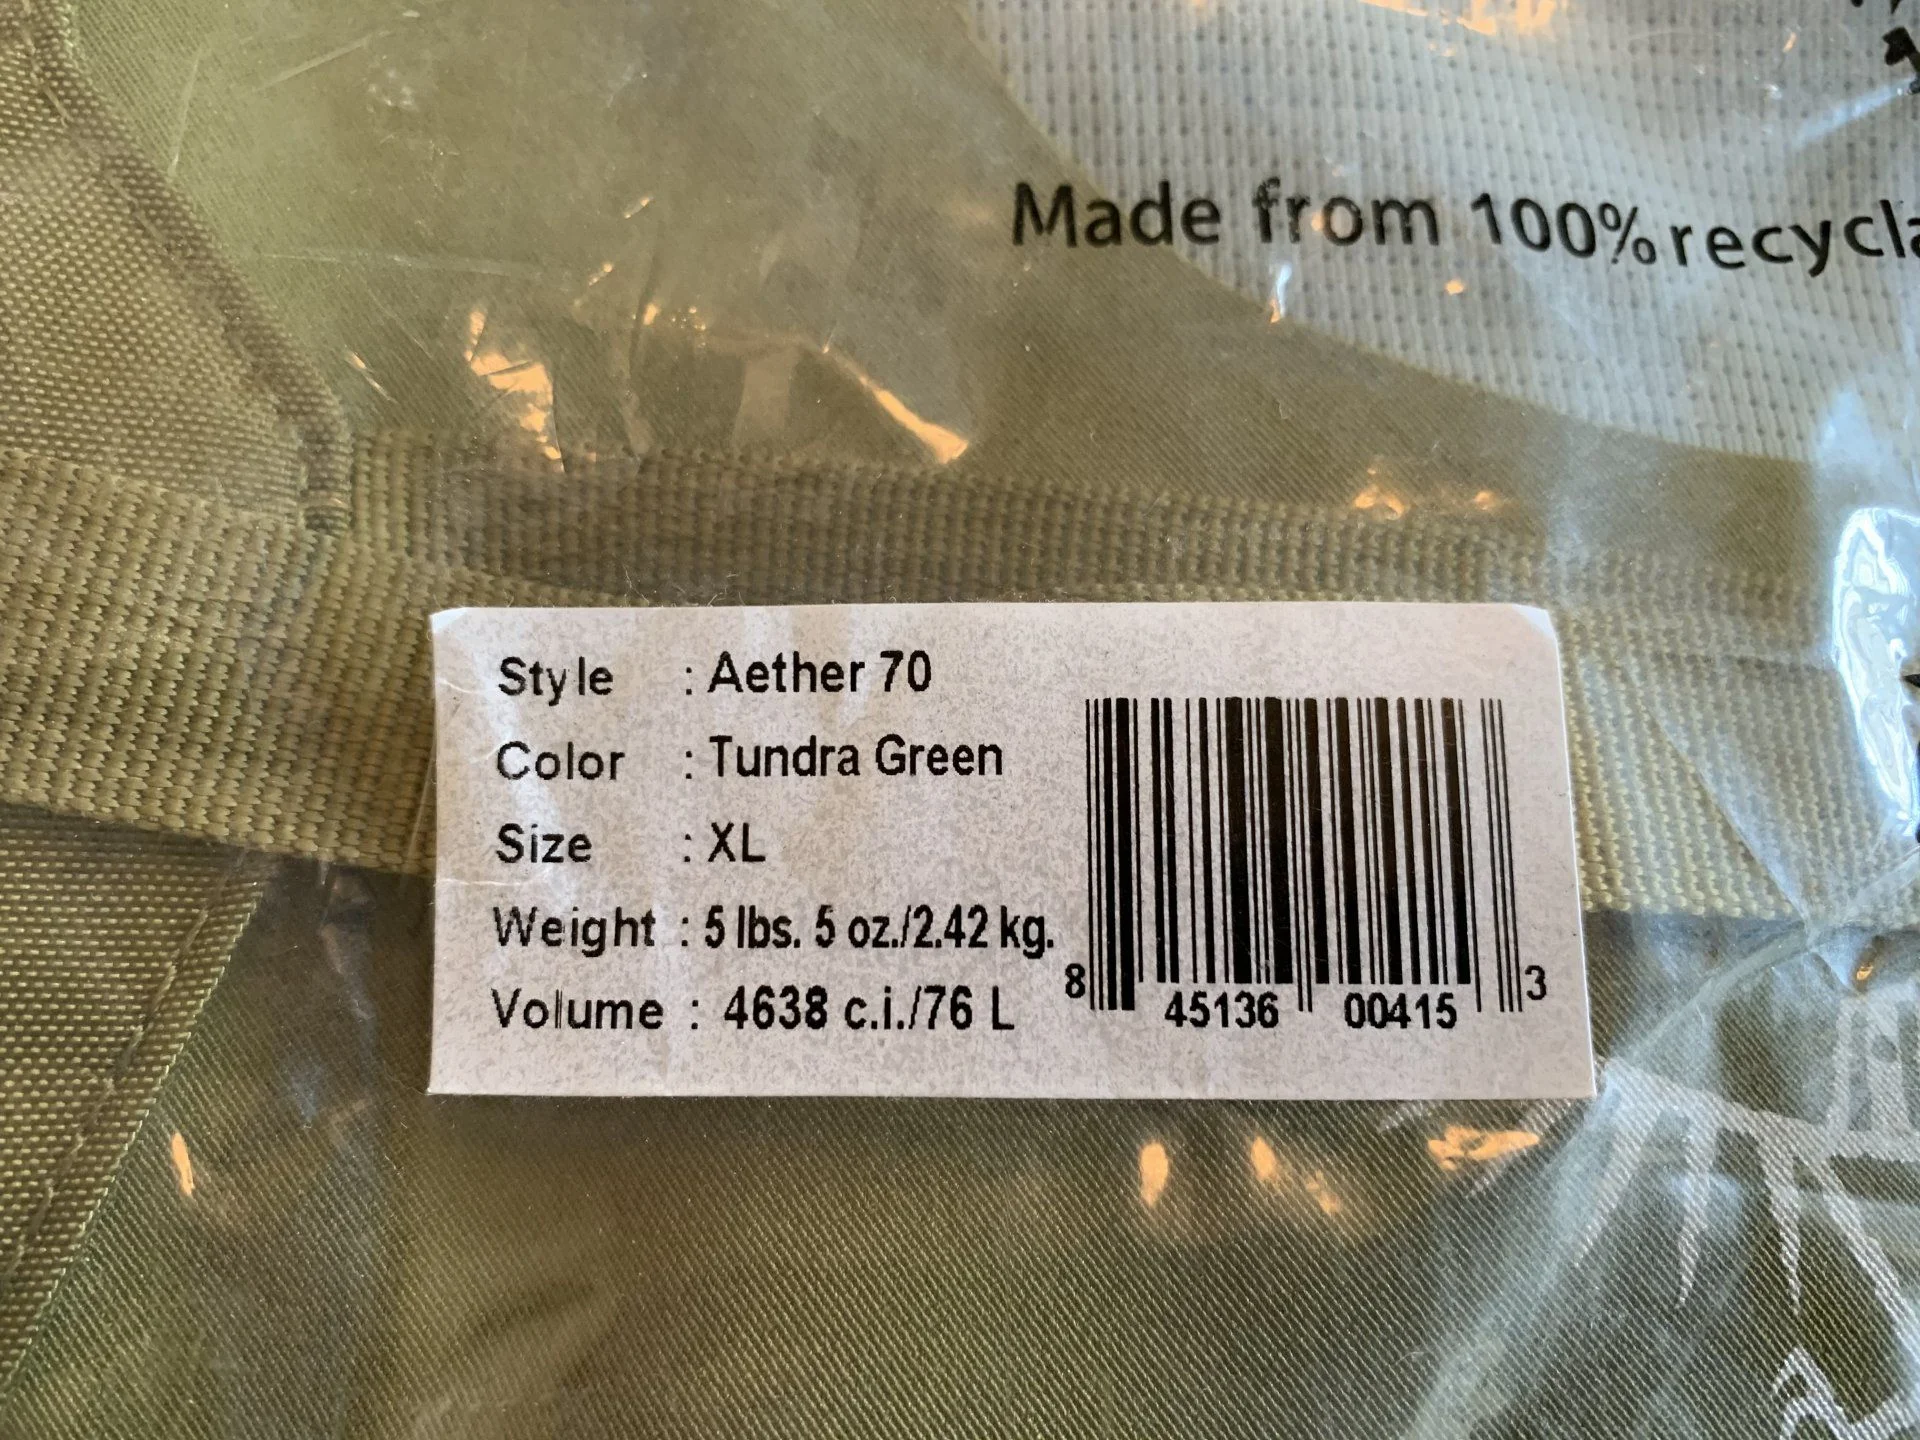 Made from 100% recycla
Style : Aether 70
Color : Tundra Green
Size : XL
Weight : 5 lbs. 5 oz./2.42 kg.
Volume : 4638 c.i./76 L
8 45136 00415 3